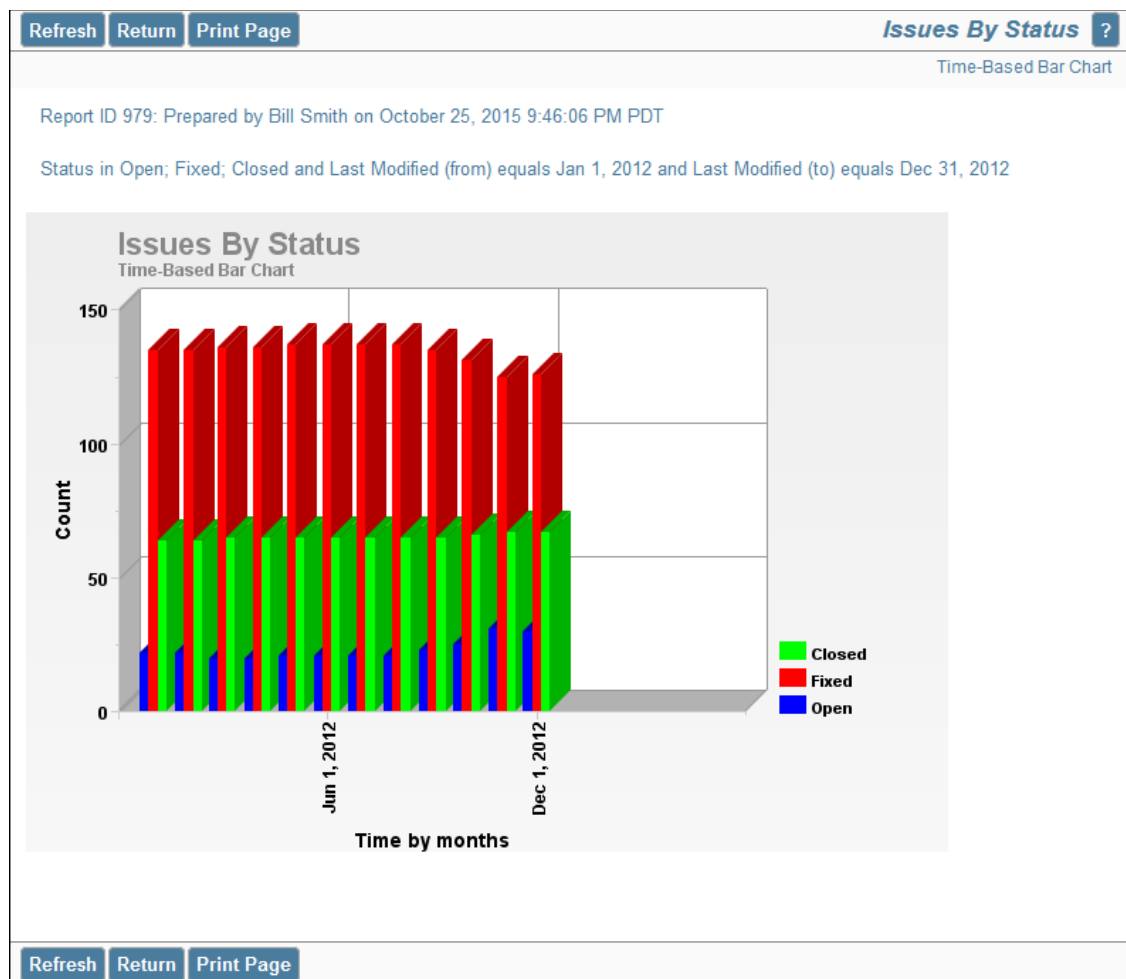 Refresh Return Print Page Issues By Status ?
Time-Based Bar Chart
Report ID 979: Prepared by Bill Smith on October 25, 2015 9:46:06 PM PDT
Status in Open; Fixed; Closed and Last Modified (from) equals Jan 1, 2012 and Last Modified (to) equals Dec 31, 2012
Issues By Status
Time-Based Bar Chart
150
100
50
0
Count
Jun 1, 2012
Dec 1, 2012
Time by months
Closed
Fixed
Open
Refresh Return Print Page